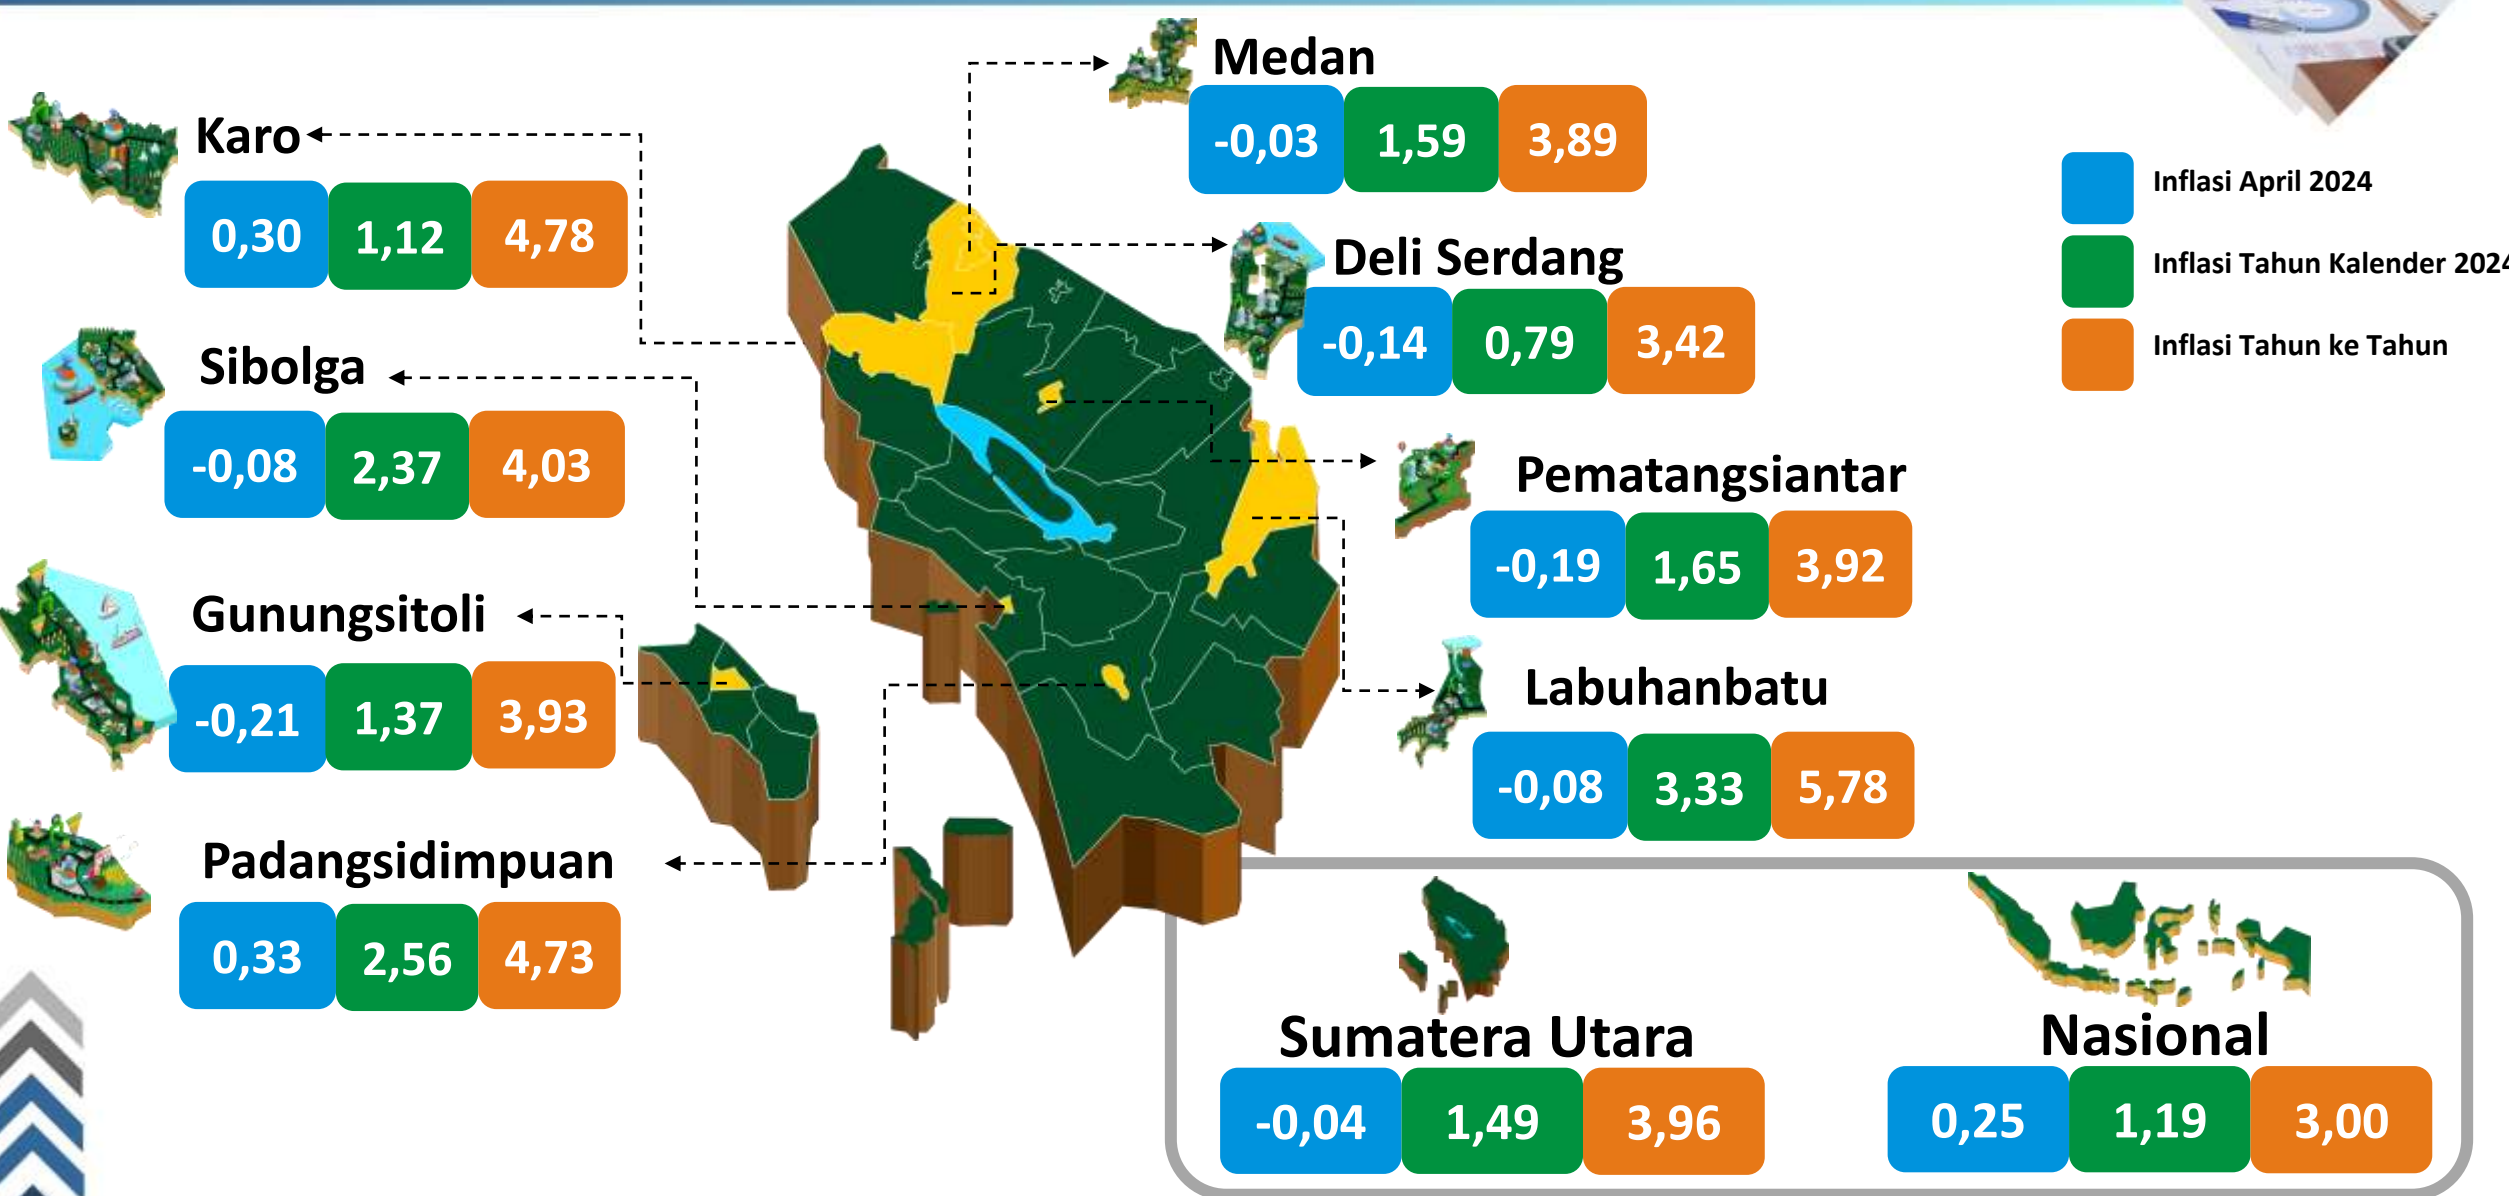 Medan
-0,03 1,59 3,89
Karo
0,30 1,12 4,78
Inflasi April 2024
Inflasi Tahun Kalender 2024
Inflasi Tahun ke Tahun
Deli Serdang
-0,14 0,79 3,42
Sibolga
-0,08 2,37 4,03
Pematangsiantar
-0,19 1,65 3,92
Gunungsitoli
-0,21 1,37 3,93
Labuhanbatu
-0,08 3,33 5,78
Padangsidimpuan
0,33 2,56 4,73
Sumatera Utara
-0,04 1,49 3,96
Nasional
0,25 1,19 3,00